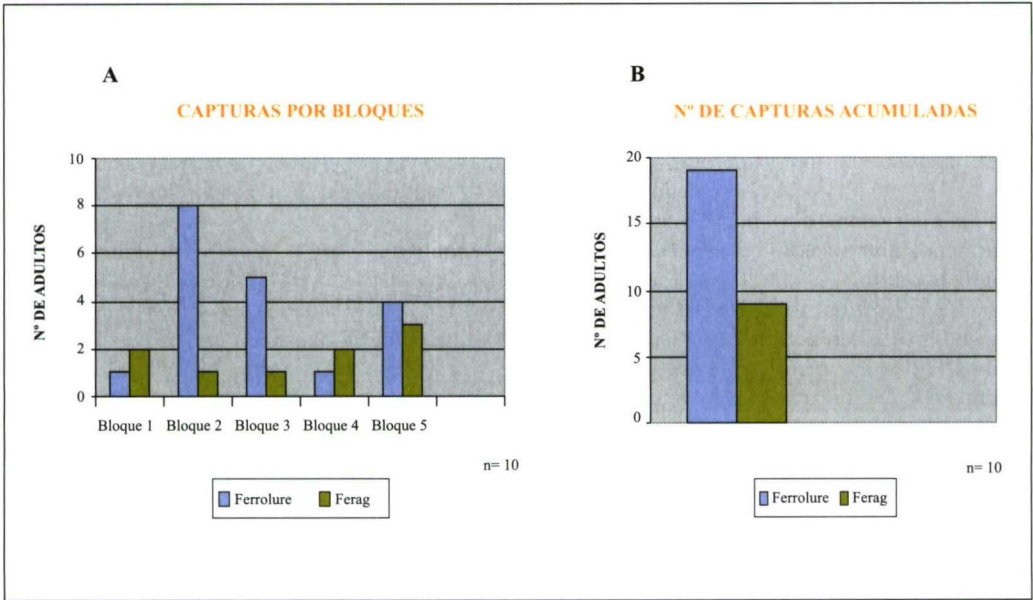 A
CAPTURAS POR BLOQUES
Nº DE ADULTOS
10
8
6
4
2
0
Bloque 1 Bloque 2 Bloque 3 Bloque 4 Bloque 5
n= 10
Ferrolure Ferag
B
Nº DE CAPTURAS ACUMULADAS
Nº DE ADULTOS
20
15
10
5
0
n= 10
Ferrolure Ferag